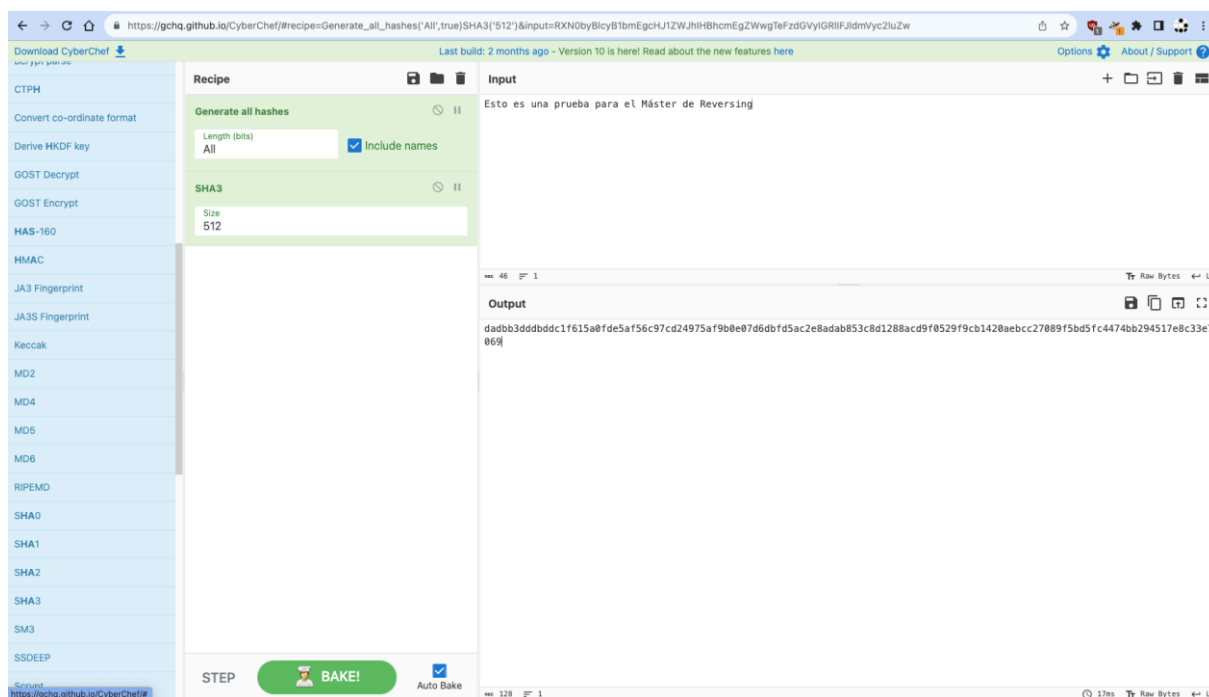 https://gchq.github.io/CyberChef/#recipe=Generate_all_hashes('All',true)SHA3('512')&input=RXN0byBlcyB1bmEgcHJ1ZWJhIHBhcmEgZWwgTeFzdGVyIGRlIFJldmVyc2luZw
Download CyberChef
Last build: 2 months ago - Version 10 is here! Read about the new features here
Options
About / Support
CTPH
Convert co-ordinate format
Derive HKDF key
GOST Decrypt
GOST Encrypt
HAS-160
HMAC
JA3 Fingerprint
JA3S Fingerprint
Keccak
MD2
MD4
MD5
MD6
RIPEMD
SHA0
SHA1
SHA2
SHA3
SM3
SSDEEP
https://gchq.github.io/CyberChef/#
Recipe
Generate all hashes
Length (bits)
All
Include names
SHA3
Size
512
STEP
BAKE!
Auto Bake
Input
Esto es una prueba para el Máster de Reversing
46 1
Raw Bytes
Output
dadbb3dddbddc1f615a0fde5af56c97cd24975af9b0e07d6dbfd5ac2e8adab853c8d1288acd9f0529f9cb1420aebcc27089f5bd5fc4474bb294517e8c33e
069
128 1
17ms
Raw Bytes